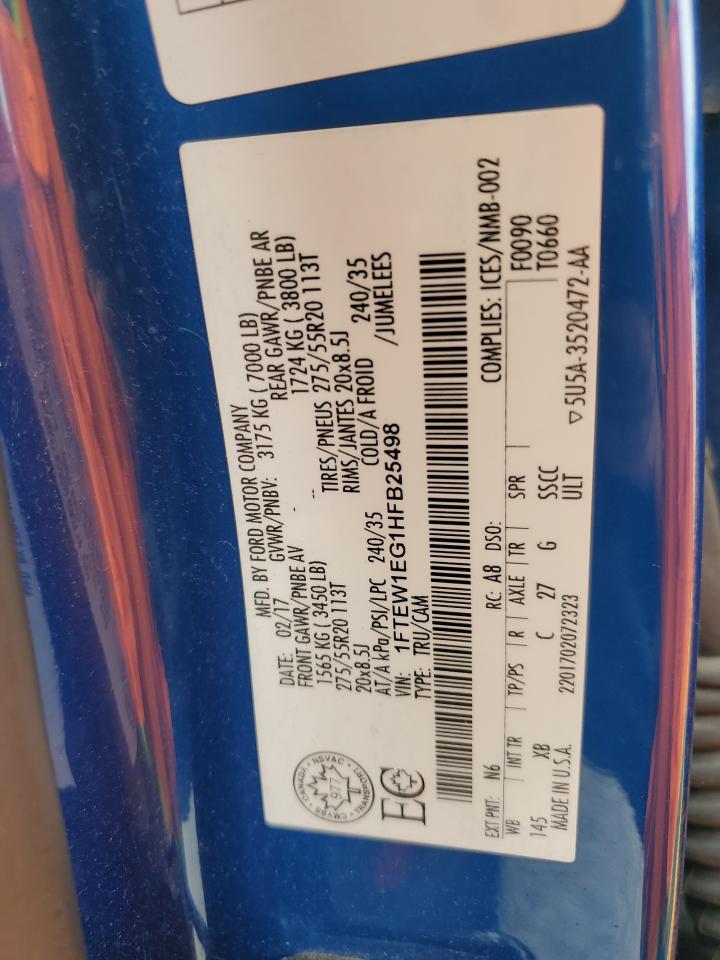 MFD. BY FORD MOTOR COMPANY
DATE: 02/17 GVWR/PNBV: 3175 KG ( 7000 LB)
FRONT GAWR/PNBE AV REAR GAWR/PNBE AR
1565 KG ( 3450 LB) - 1724 KG ( 3800 LB)
275/55R20 113T -- TIRES/PNEUS 275/55R20 113T
20x8.5J RIMS/JANTES 20x8.5J
AT/A kPa/PSI/LPC 240/35 COLD/A FROID 240/35
VIN: 1FTEW1EG1HFB25498 /JUMELEES
TYPE: TRU/CAM
CANADA · NSVAC · TRANSPORT · CMVSS
977
EC
COMPLIES: ICES/NMB-002
EXT PNT: N6 RC: A8 DSO: F0090
WB INT TR TP/PS R AXLE TR SPR T0660
145 XB C 27 G SSCC
ULT
MADE IN U.S.A. 2201702072323 ▽ 5U5A-3520472-AA